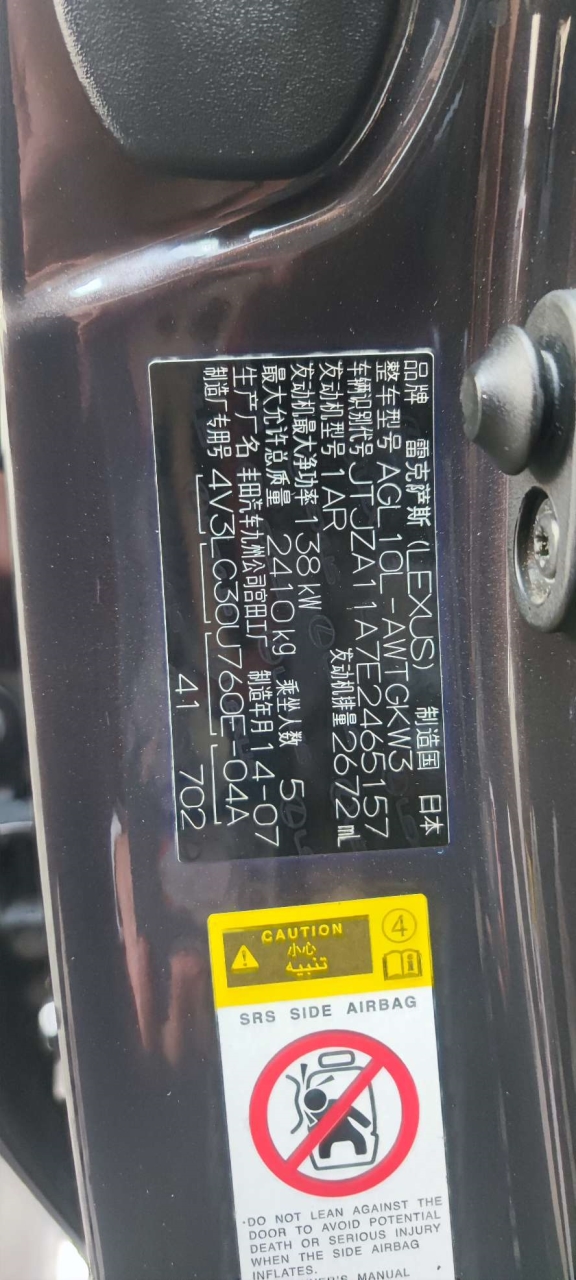 品牌 雷克萨斯 (LEXUS) 制造国 日本
整车型号 AGL10L-AWTGKW3
车辆识别代号 JTJZA11A7E2465157
发动机型号 1AR 发动机排量 2672 mL
发动机最大净功率 138 kW
最大允许总质量 2410 kg 乘坐人数 5
生产厂名 丰田汽车九州公司宫田工厂 制造年月 14-07
制造厂专用号 4V3LC30U760E-04A
41 702
CAUTION
小心
تنبيه
4
SRS SIDE AIRBAG
·DO NOT LEAN AGAINST THE
DOOR TO AVOID POTENTIAL
DEATH OR SERIOUS INJURY
WHEN THE SIDE AIRBAG
INFLATES.
MANUAL